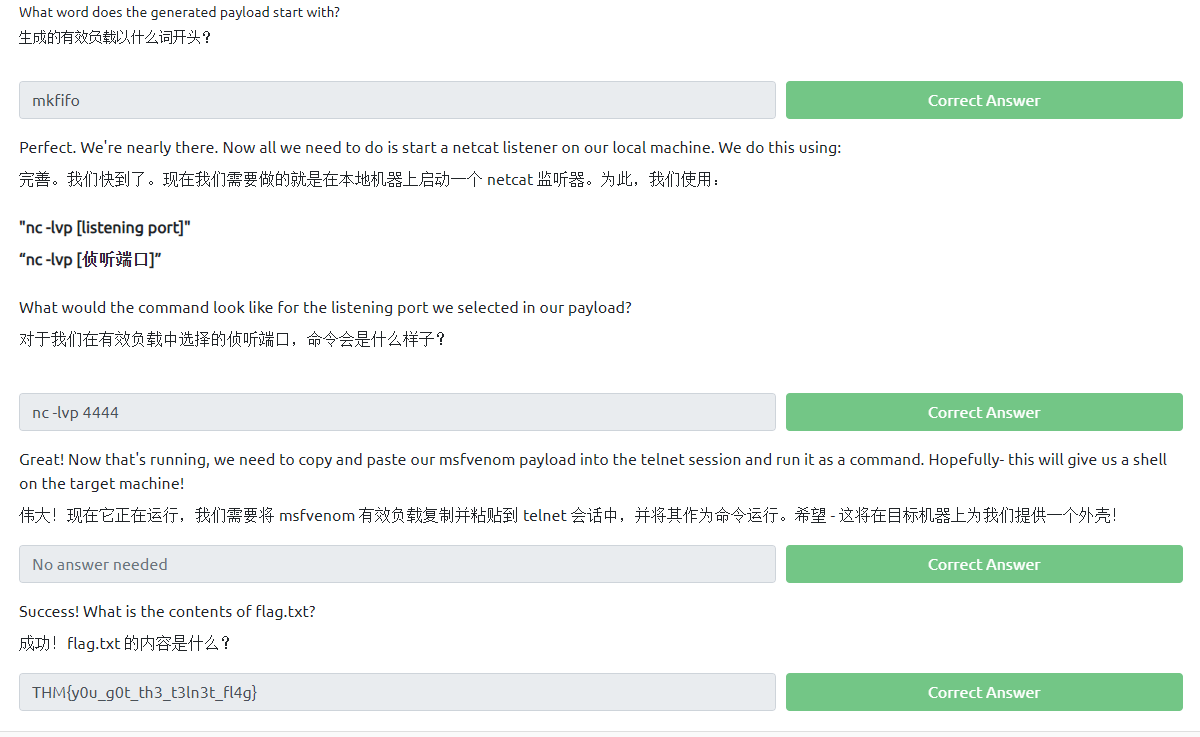 What word does the generated payload start with?
生成的有效负载以什么词开头？
mkfifo
Correct Answer
Perfect. We're nearly there. Now all we need to do is start a netcat listener on our local machine. We do this using:
完善。我们快到了。现在我们需要做的就是在本地机器上启动一个 netcat 监听器。为此，我们使用：
"nc -lvp [listening port]"
“nc -lvp [侦听端口]”
What would the command look like for the listening port we selected in our payload?
对于我们在有效负载中选择的侦听端口，命令会是什么样子？
nc -lvp 4444
Correct Answer
Great! Now that's running, we need to copy and paste our msfvenom payload into the telnet session and run it as a command. Hopefully- this will give us a shell
on the target machine!
伟大！现在它正在运行，我们需要将 msfvenom 有效负载复制并粘贴到 telnet 会话中，并将其作为命令运行。希望 - 这将在目标机器上为我们提供一个外壳！
No answer needed
Correct Answer
Success! What is the contents of flag.txt?
成功！flag.txt 的内容是什么？
THM{y0u_g0t_th3_t3ln3t_fl4g}
Correct Answer